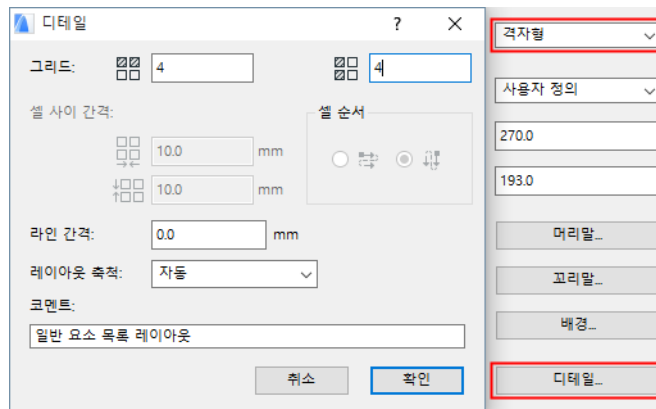 디테일
?
그리드:
4
4
셀 사이 간격:
10.0 mm
10.0 mm
셀 순서
라인 간격:
0.0 mm
레이아웃 축척:
자동
코멘트:
일반 요소 목록 레이아웃
취소
확인
격자형
사용자 정의
270.0
193.0
머리말...
꼬리말...
배경...
디테일...